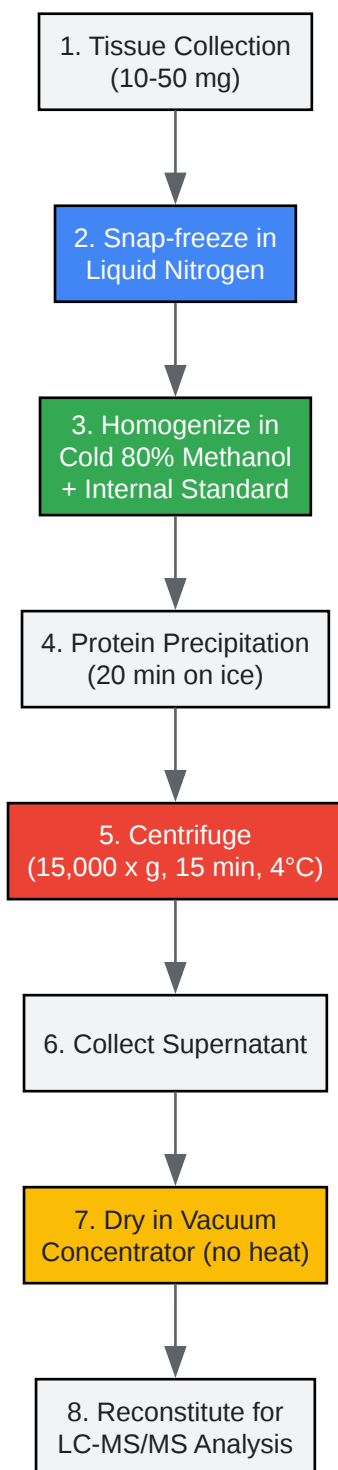 1. Tissue Collection
(10-50 mg)
2. Snap-freeze in
Liquid Nitrogen
3. Homogenize in
Cold 80% Methanol
+ Internal Standard
4. Protein Precipitation
(20 min on ice)
5. Centrifuge
(15,000 x g, 15 min, 4°C)
6. Collect Supernatant
7. Dry in Vacuum
Concentrator (no heat)
8. Reconstitute for
LC-MS/MS Analysis